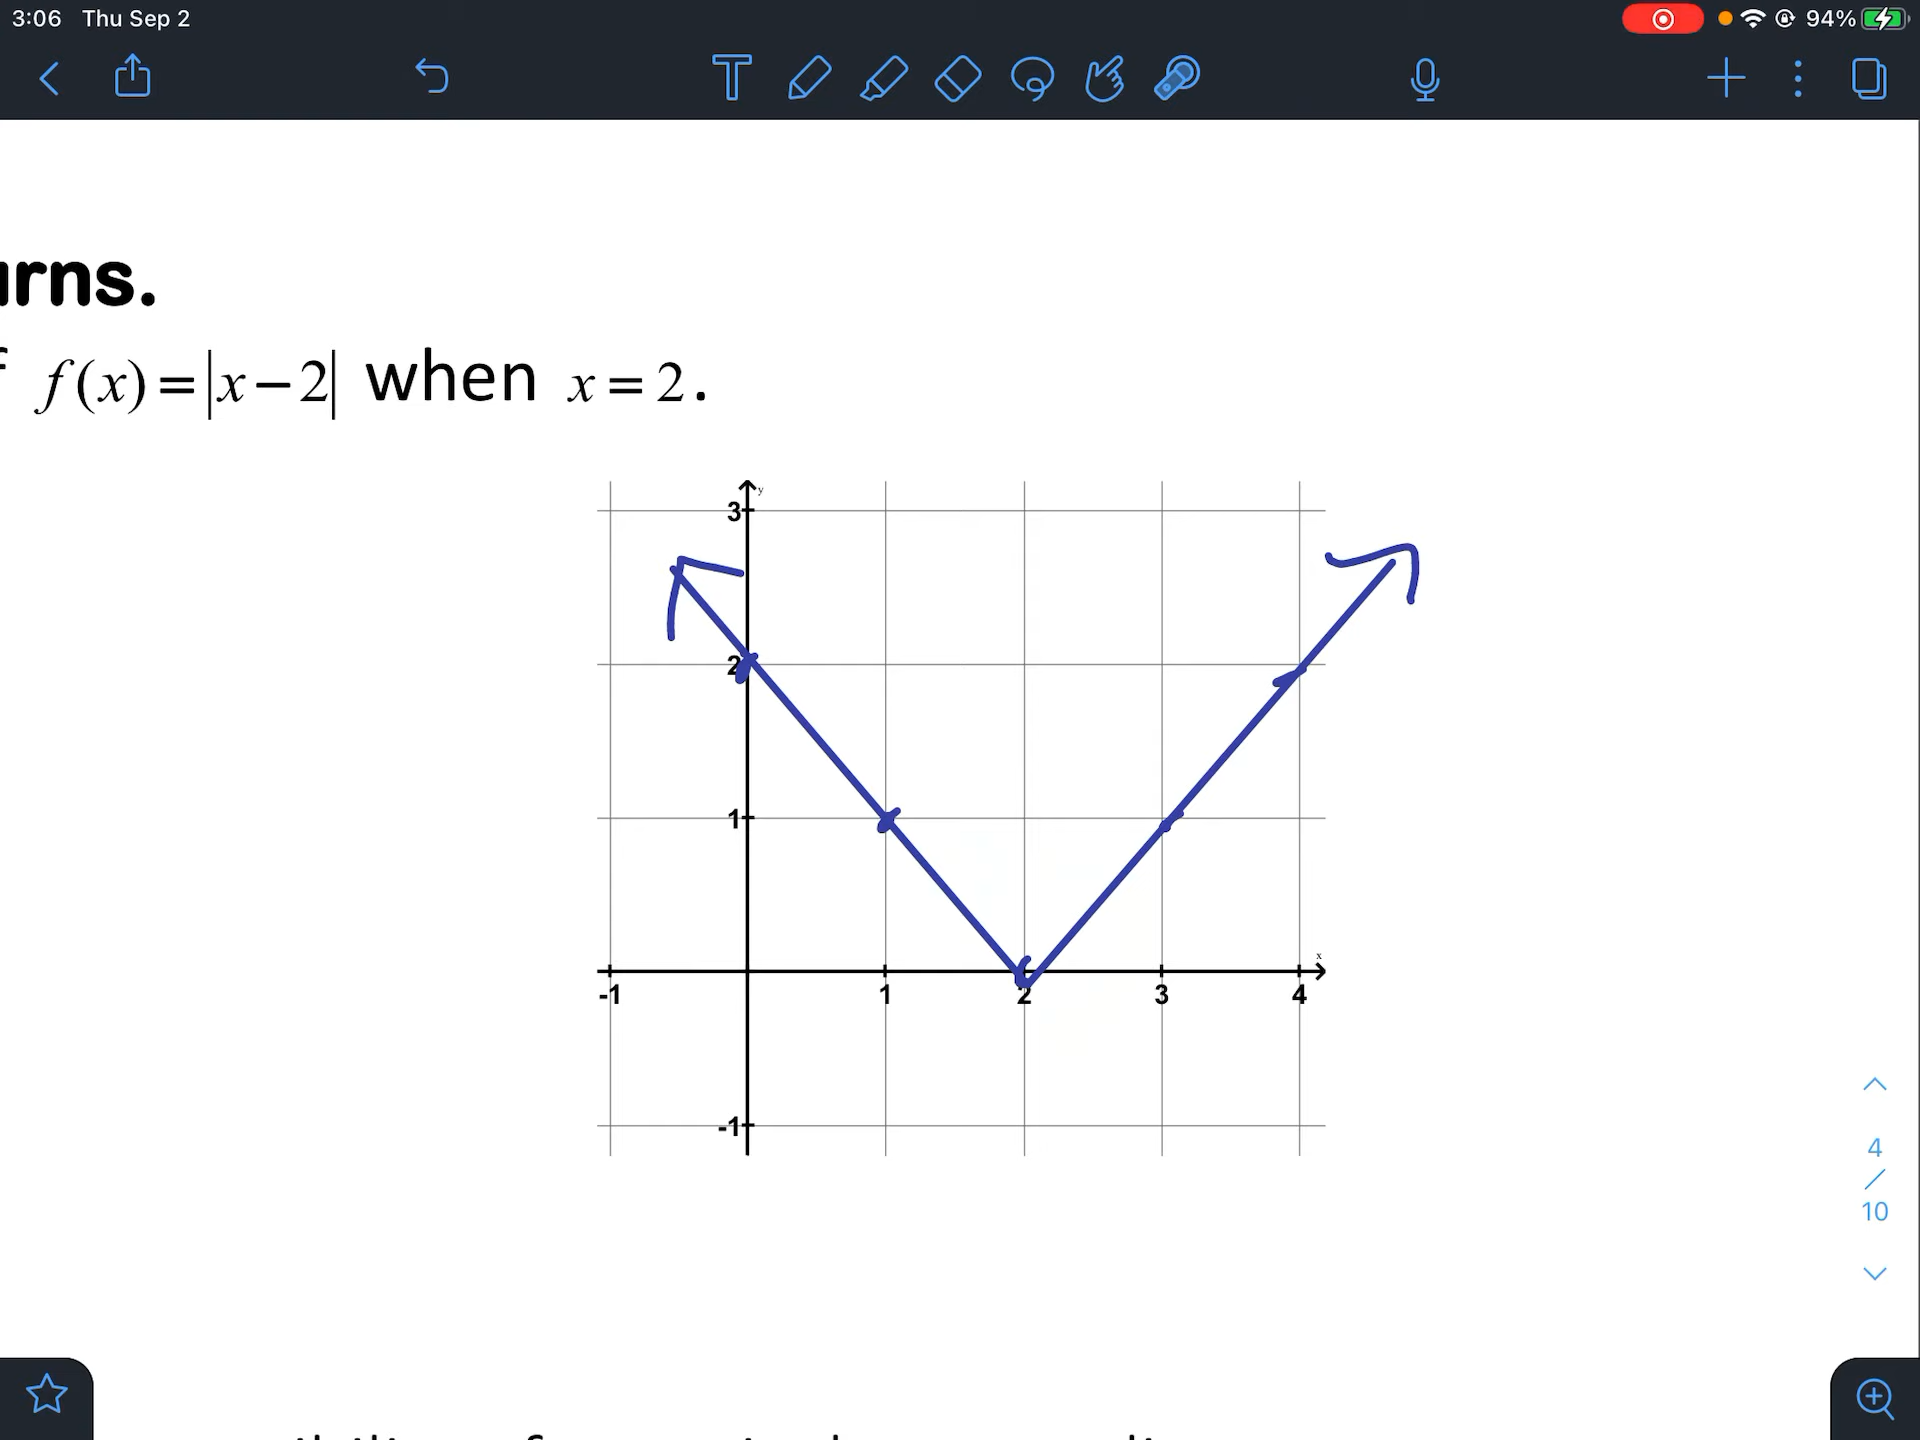 3:06 Thu Sep 2 94%
urns.
f f(x)=|x−2| when x=2.
y
3
2
1
x
-1 1 2 3 4
-1
4
/
10